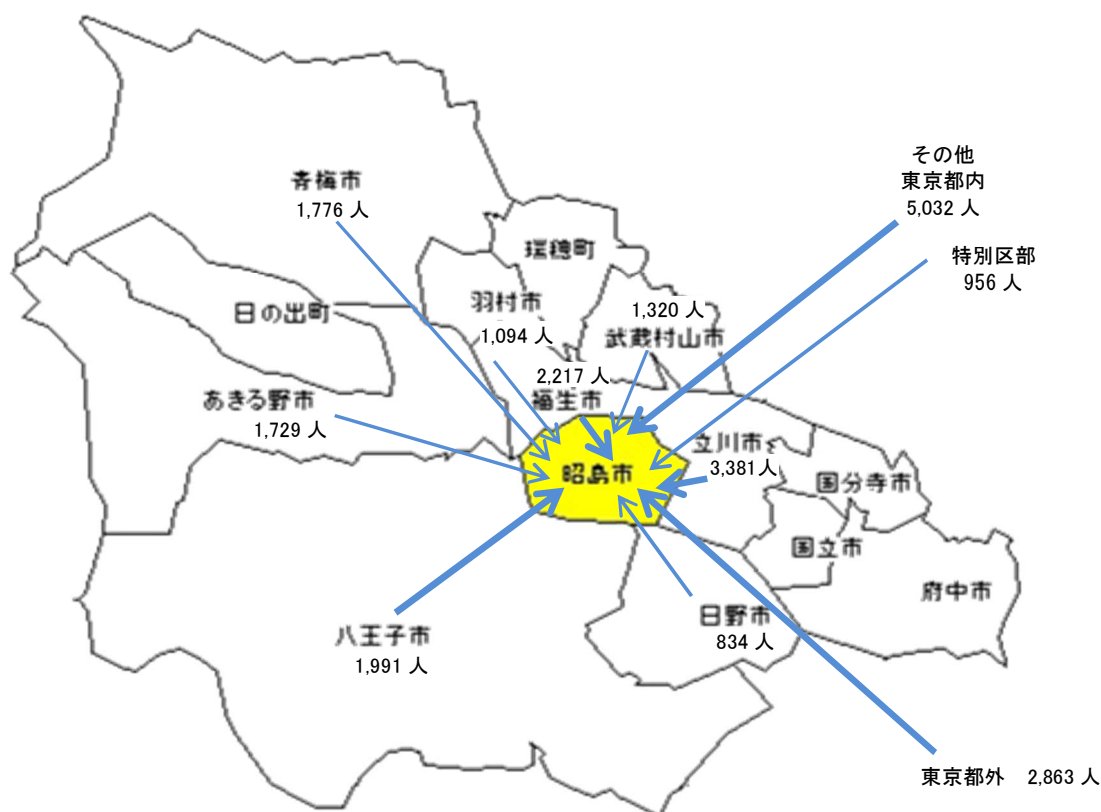 その他
東京都内
5,032 人
青梅市
1,776 人
特別区部
956 人
瑞穂町
羽村市
1,094 人
日の出町
1,320 人
武蔵村山市
2,217 人
福生市
あきる野市
1,729 人
立川市
3,381人
昭島市
国分寺市
国立市
府中市
日野市
834 人
八王子市
1,991 人
東京都外　2,863 人